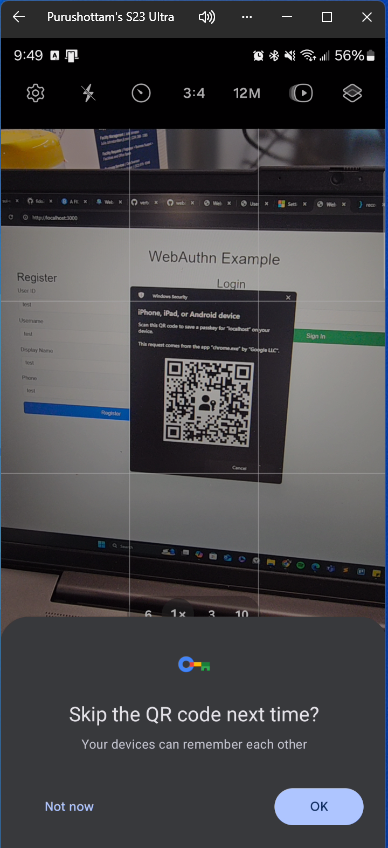 Purushottam's S23 Ultra
9:49
56%
3:4
12M
http://localhost:3000
WebAuthn Example
Register
User ID
test
Username
test
Display Name
test
Phone
test
Register
Login
Sign In
Windows Security
iPhone, iPad, or Android device
Scan this QR code to save a passkey for "localhost" on your
device.
This request comes from the app "chrome.exe" by "Google LLC".
Cancel
6 1× 3 10
Skip the QR code next time?
Your devices can remember each other
Not now
OK